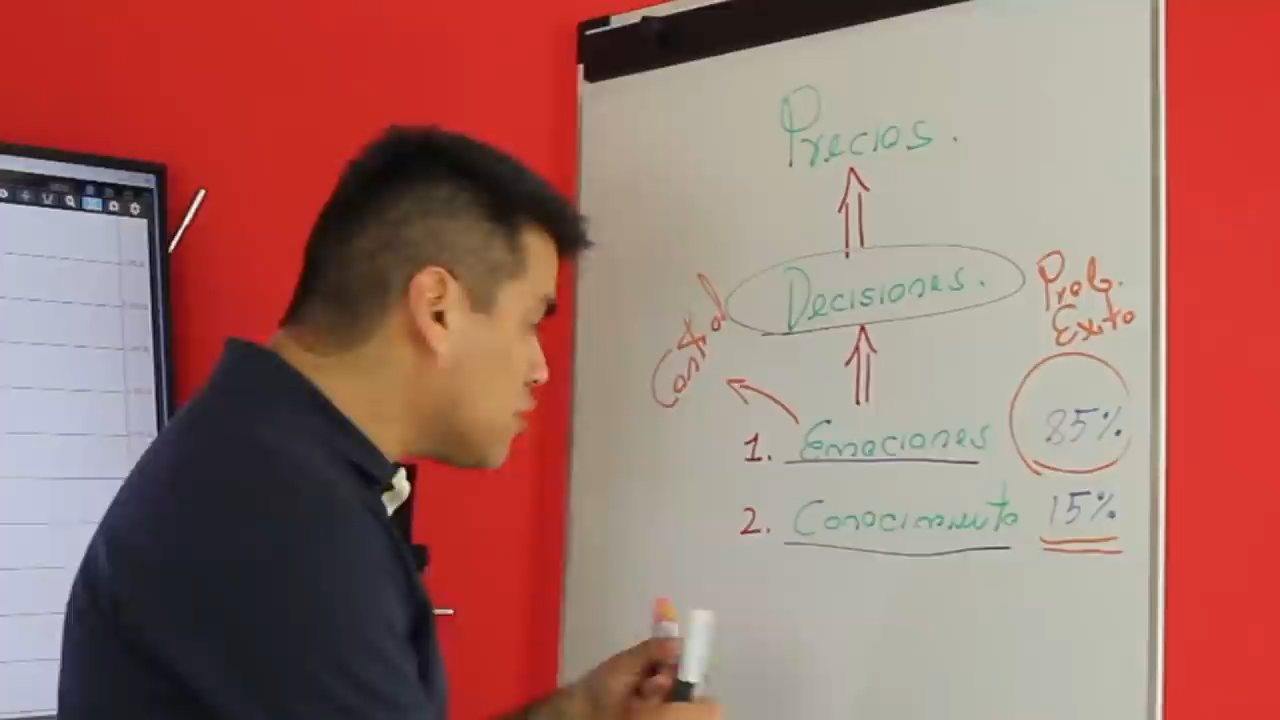 Precios.
Decisiones.
Prob.
Exito
Control
1. Emociones 85%
2. Conocimiento 15%